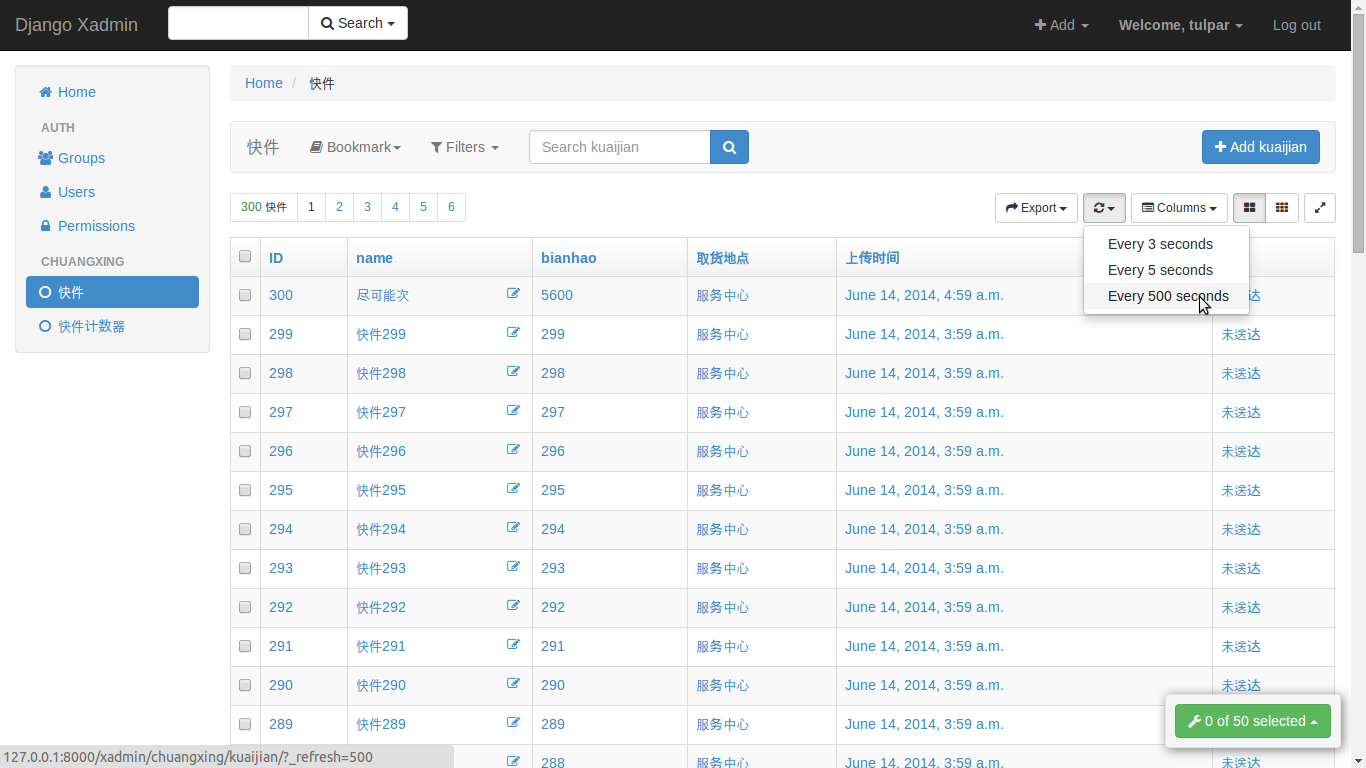 Django Xadmin Search Add Welcome, tulpar Log out
Home
AUTH
Groups
Users
Permissions
CHUANGXING
快件
快件计数器
Home / 快件
快件 Bookmark Filters Search kuaijian Add kuaijian
300 快件 1 2 3 4 5 6 Export Columns
Every 3 seconds
Every 5 seconds
Every 500 seconds
ID name bianhao 取货地点 上传时间
300 尽可能次 5600 服务中心 June 14, 2014, 4:59 a.m. 达
299 快件299 299 服务中心 June 14, 2014, 3:59 a.m. 未送达
298 快件298 298 服务中心 June 14, 2014, 3:59 a.m. 未送达
297 快件297 297 服务中心 June 14, 2014, 3:59 a.m. 未送达
296 快件296 296 服务中心 June 14, 2014, 3:59 a.m. 未送达
295 快件295 295 服务中心 June 14, 2014, 3:59 a.m. 未送达
294 快件294 294 服务中心 June 14, 2014, 3:59 a.m. 未送达
293 快件293 293 服务中心 June 14, 2014, 3:59 a.m. 未送达
292 快件292 292 服务中心 June 14, 2014, 3:59 a.m. 未送达
291 快件291 291 服务中心 June 14, 2014, 3:59 a.m. 未送达
290 快件290 290 服务中心 June 14, 2014, 3:59 a.m. 未送达
289 快件289 289 服务中心 June 14, 2014, 3:59 a.m.
288 服务中心 June 14, 2014, 3:59 a.m. 未送达
0 of 50 selected
127.0.0.1:8000/xadmin/chuangxing/kuaijian/?_refresh=500